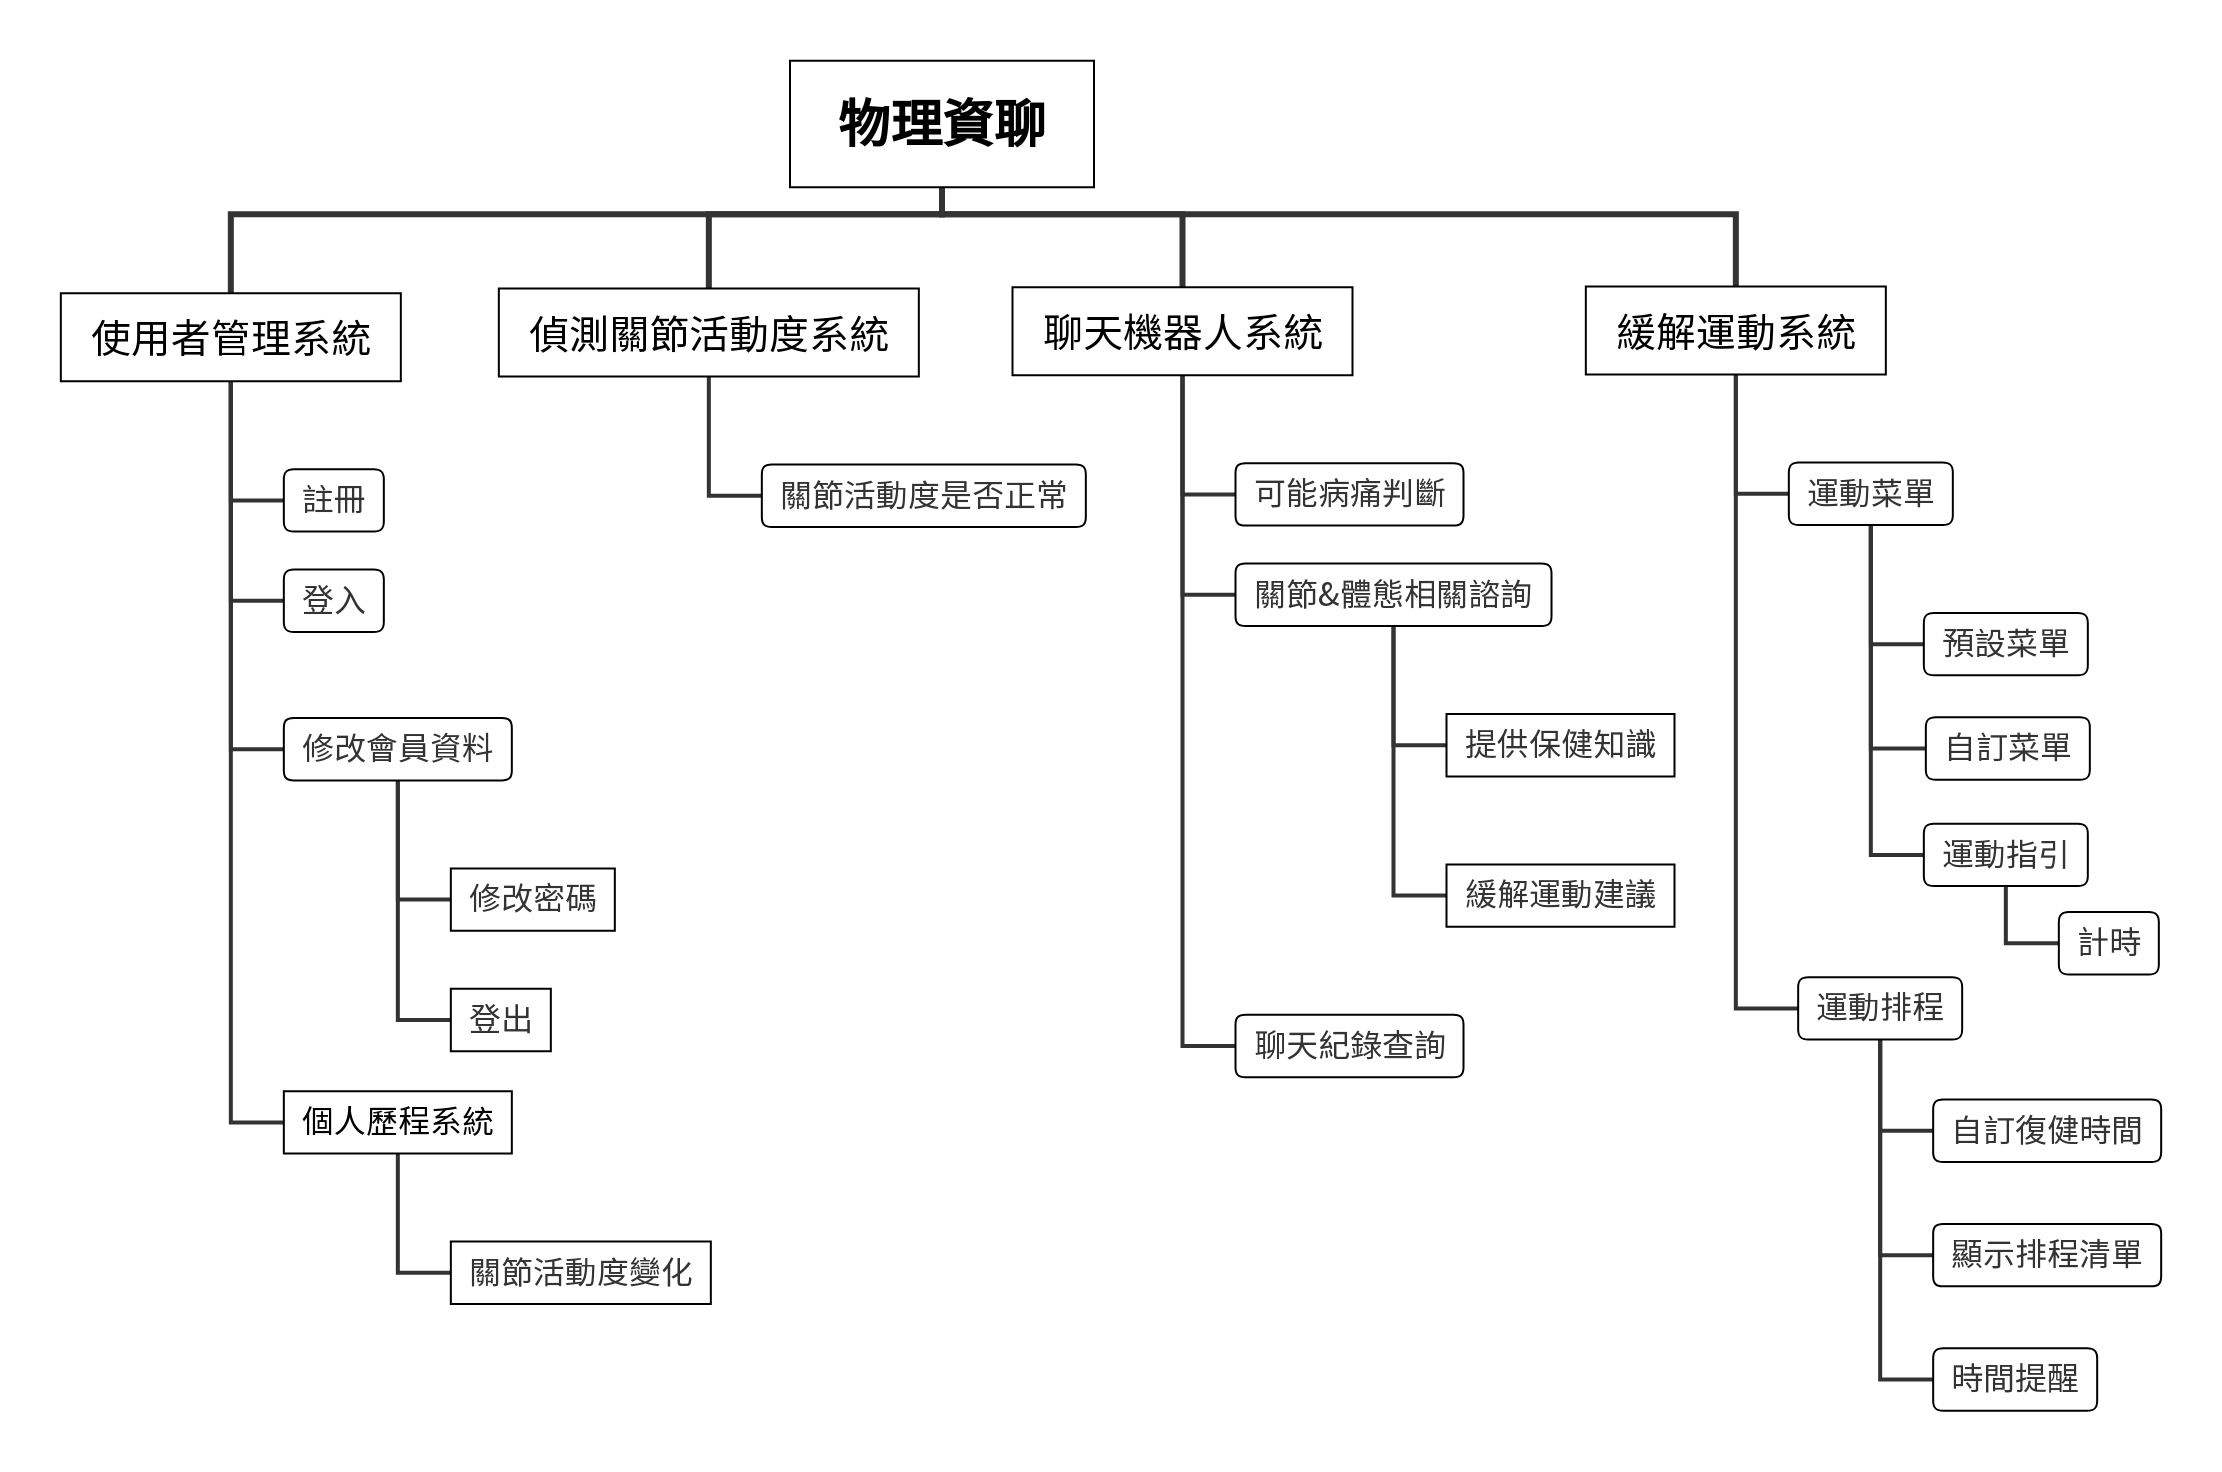 物理資聊
使用者管理系統
註冊
登入
修改會員資料
修改密碼
登出
個人歷程系統
關節活動度變化
偵測關節活動度系統
關節活動度是否正常
聊天機器人系統
可能病痛判斷
關節&體態相關諮詢
提供保健知識
緩解運動建議
聊天紀錄查詢
緩解運動系統
運動菜單
預設菜單
自訂菜單
運動指引
計時
運動排程
自訂復健時間
顯示排程清單
時間提醒